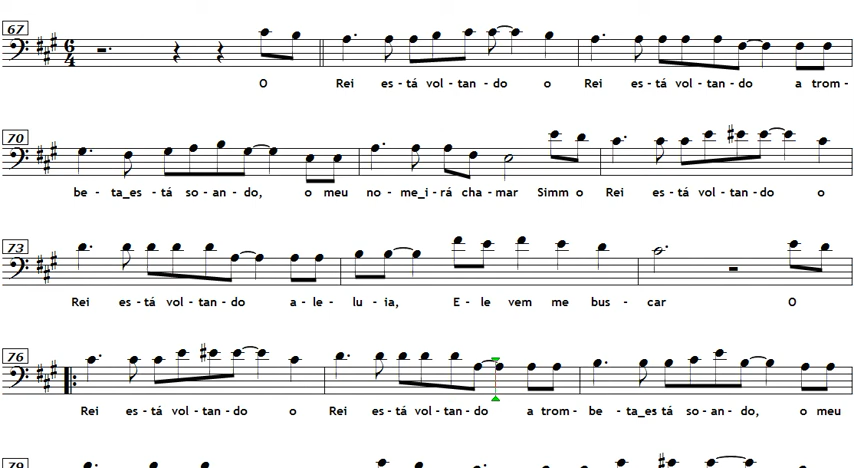 67
6
4
O Rei es - tá vol - tan - do o Rei es - tá vol - tan - do a trom -
70
be - ta_es - tá so - an - do, o meu no - me_i - rá cha - mar Simm o Rei es - tá vol - tan - do o
73
Rei es - tá vol - tan - do a - le - lu - ia, E - le vem me bus - car O
76
Rei es - tá vol - tan - do o Rei es - tá vol - tan - do a trom - be - ta_es tá so - an - do, o meu
79